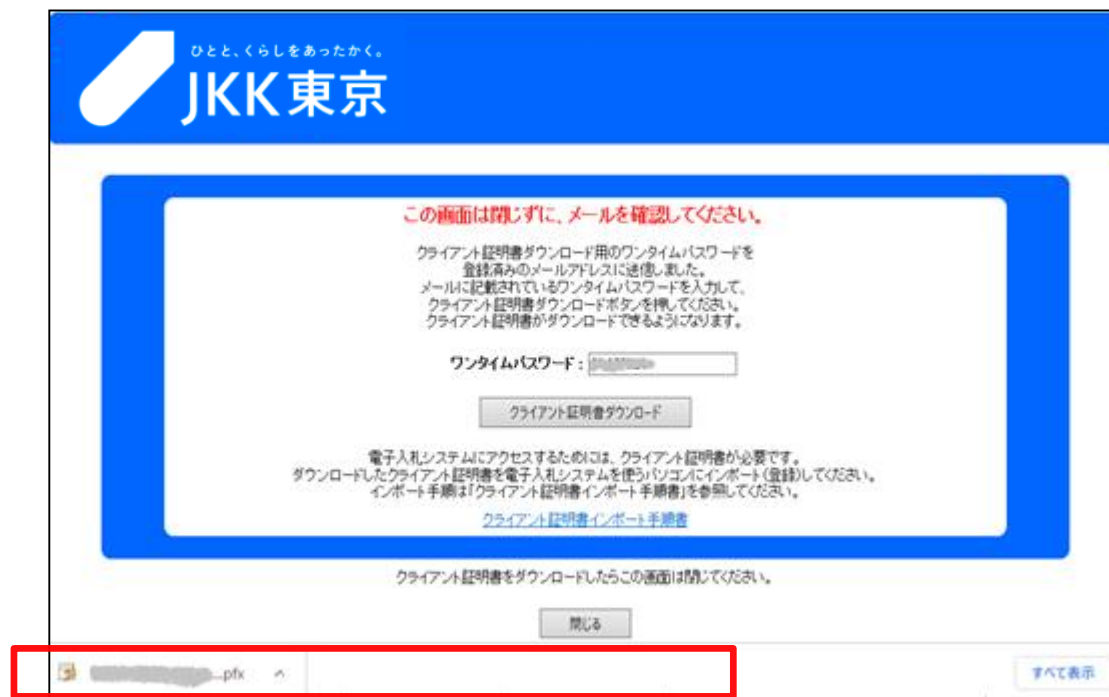 ひとと、くらしをあったかく。
JKK東京
この画面は閉じずに、メールを確認してください。
クライアント証明書ダウンロード用のワンタイムパスワードを
登録済みのメールアドレスに送信しました。
メールに記載されているワンタイムパスワードを入力して、
クライアント証明書ダウンロードボタンを押してください。
クライアント証明書がダウンロードできるようになります。
ワンタイムパスワード：
クライアント証明書ダウンロード
電子入札システムにアクセスするためには、クライアント証明書が必要です。
ダウンロードしたクライアント証明書を電子入札システムを使うパソコンにインポート（登録）してください。
インポート手順は「クライアント証明書インポート手順書」を参照してください。
クライアント証明書インポート手順書
クライアント証明書をダウンロードしたらこの画面は閉じてください。
閉じる
...pfx
すべて表示